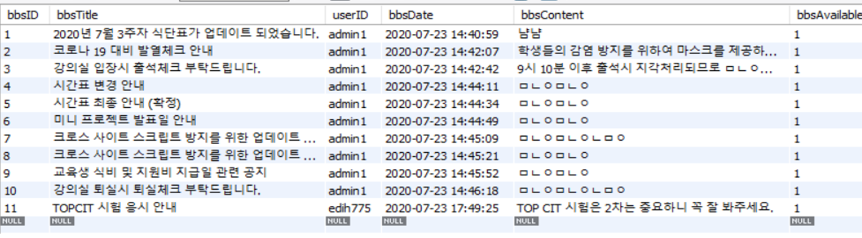 bbsID bbsTitle userID bbsDate bbsContent bbsAvailable
1 2020년 7월 3주자 식단표가 업데이트 되었습니다. admin1 2020-07-23 14:40:59 냠냠 1
2 코로나 19 대비 발열체크 안내 admin1 2020-07-23 14:42:07 학생들의 감염 방지를 위하여 마스크를 제공하... 1
3 강의실 입장시 출석체크 부탁드립니다. admin1 2020-07-23 14:42:42 9시 10분 이후 출석시 지각처리되므로 ㅁㄴㅇ... 1
4 시간표 변경 안내 admin1 2020-07-23 14:44:11 ㅁㄴㅇㅁㄴㅇ 1
5 시간표 최종 안내 (확정) admin1 2020-07-23 14:44:34 ㅁㄴㅇㅁㄴㅇ 1
6 미니 프로젝트 발표일 안내 admin1 2020-07-23 14:44:49 ㅁㄴㅇㅁㄴㅇ 1
7 크로스 사이트 스크립트 방지를 위한 업데이트 ... admin1 2020-07-23 14:45:09 ㅁㄴㅇㅁㄴㅇㄴㅁㅇ 1
8 크로스 사이트 스크립트 방지를 위한 업데이트 ... admin1 2020-07-23 14:45:21 ㅁㄴㅇㅁㄴㅇ 1
9 교육생 식비 및 지원비 지급일 관련 공지 admin1 2020-07-23 14:45:52 ㅁㄴㅇㅁㄴㅇ 1
10 강의실 퇴실시 퇴실체크 부탁드립니다. admin1 2020-07-23 14:46:18 ㅁㄴㅇㅁㄴㅇㄴㅁㅇ 1
11 TOPCIT 시험 응시 안내 edih775 2020-07-23 17:49:25 TOP CIT 시험은 2차는 중요하니 꼭 잘 봐주세요. 1
NULL NULL NULL NULL NULL NULL